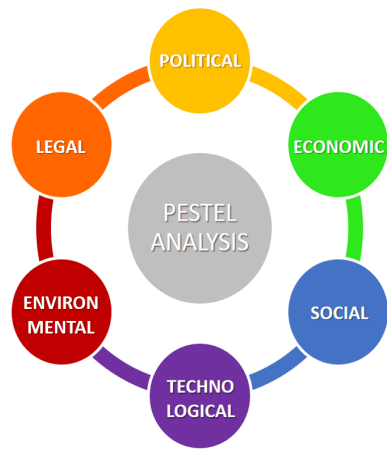 POLITICAL
ECONOMIC
SOCIAL
TECHNO
LOGICAL
ENVIRON
MENTAL
LEGAL
PESTEL
ANALYSIS